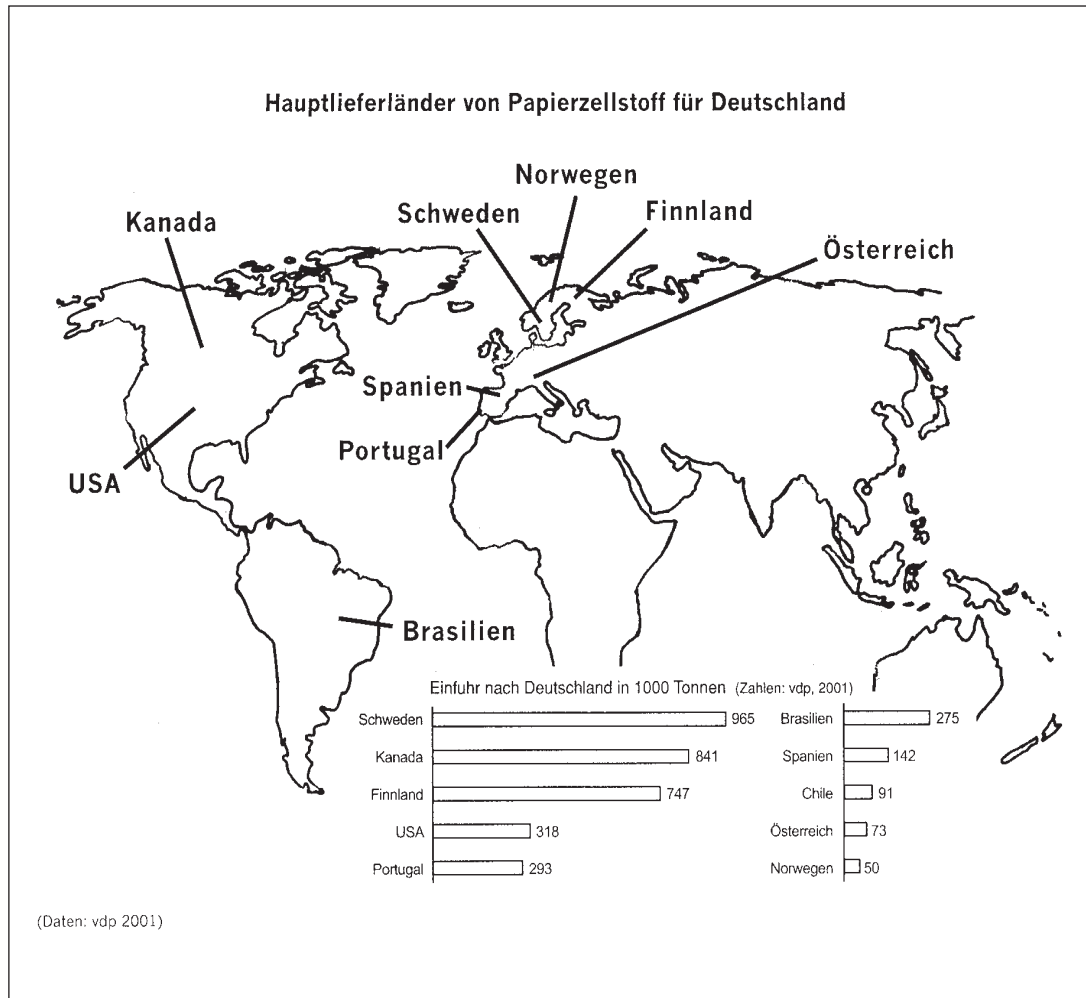 Hauptlieferländer von Papierzellstoff für Deutschland
Norwegen
Schweden
Finnland
Kanada
Österreich
Spanien
Portugal
USA
Brasilien
Einfuhr nach Deutschland in 1000 Tonnen (Zahlen: vdp, 2001)
Schweden 965
Kanada 841
Finnland 747
USA 318
Portugal 293
Brasilien 275
Spanien 142
Chile 91
Österreich 73
Norwegen 50
(Daten: vdp 2001)